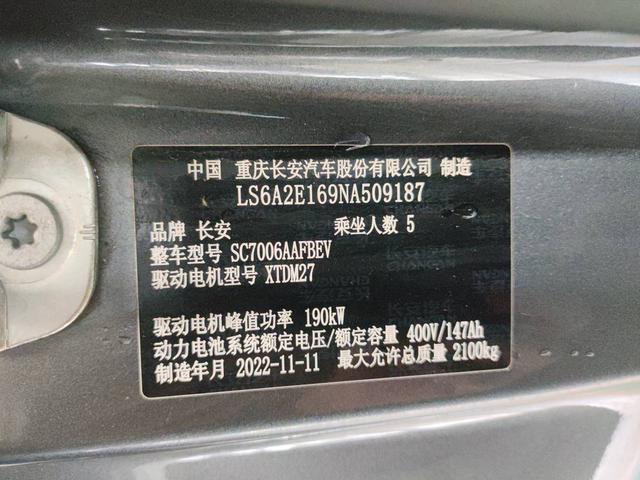 中国 重庆长安汽车股份有限公司 制造
LS6A2E169NA509187
品牌 长安 乘坐人数 5
整车型号 SC7006AAFBEV
驱动电机型号 XTDM27
驱动电机峰值功率 190kW
动力电池系统额定电压/额定容量 400V/147Ah
制造年月 2022-11-11 最大允许总质量 2100kg